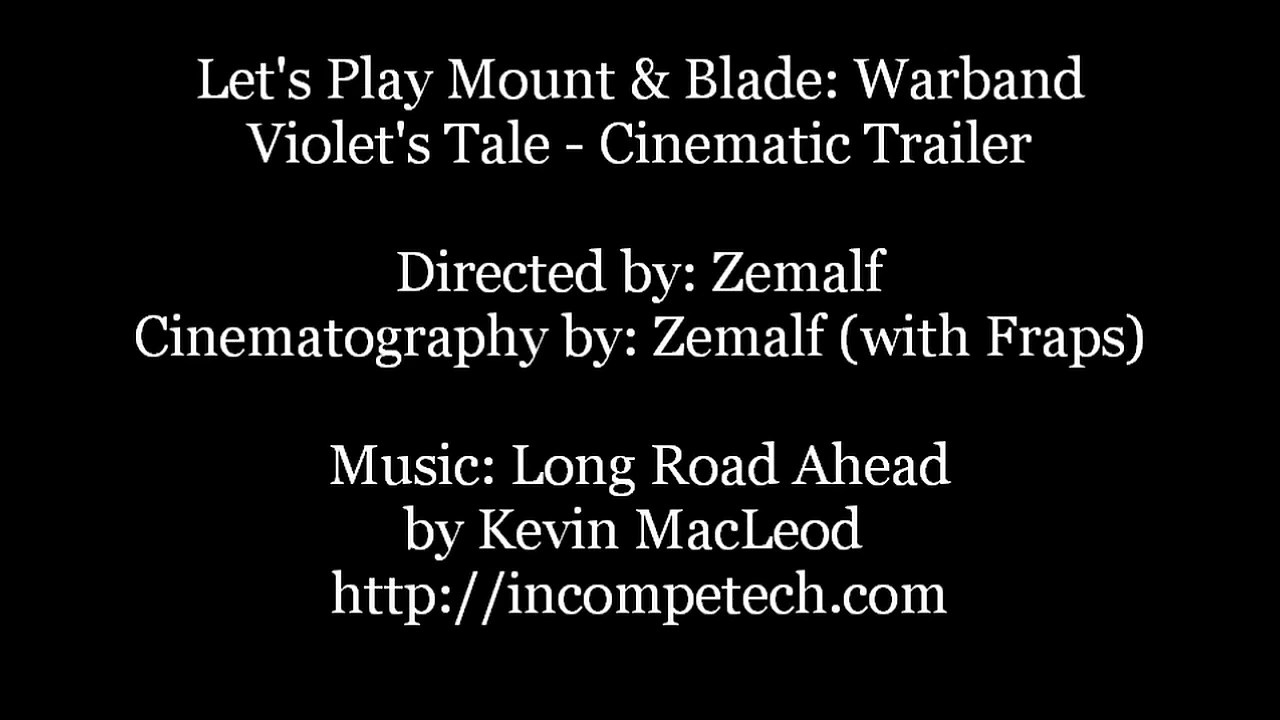 Let's Play Mount & Blade: Warband
Violet's Tale - Cinematic Trailer
Directed by: Zemalf
Cinematography by: Zemalf (with Fraps)
Music: Long Road Ahead
by Kevin MacLeod
http://incompetech.com